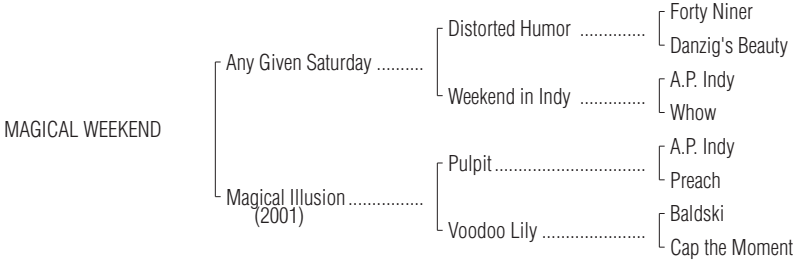 Forty Niner
Distorted Humor ..............
Danzig's Beauty
Any Given Saturday ..........
A.P. Indy
Weekend in Indy ..............
Whow
MAGICAL WEEKEND
A.P. Indy
Pulpit................................
Preach
Magical Illusion................
(2001)
Baldski
Voodoo Lily ......................
Cap the Moment